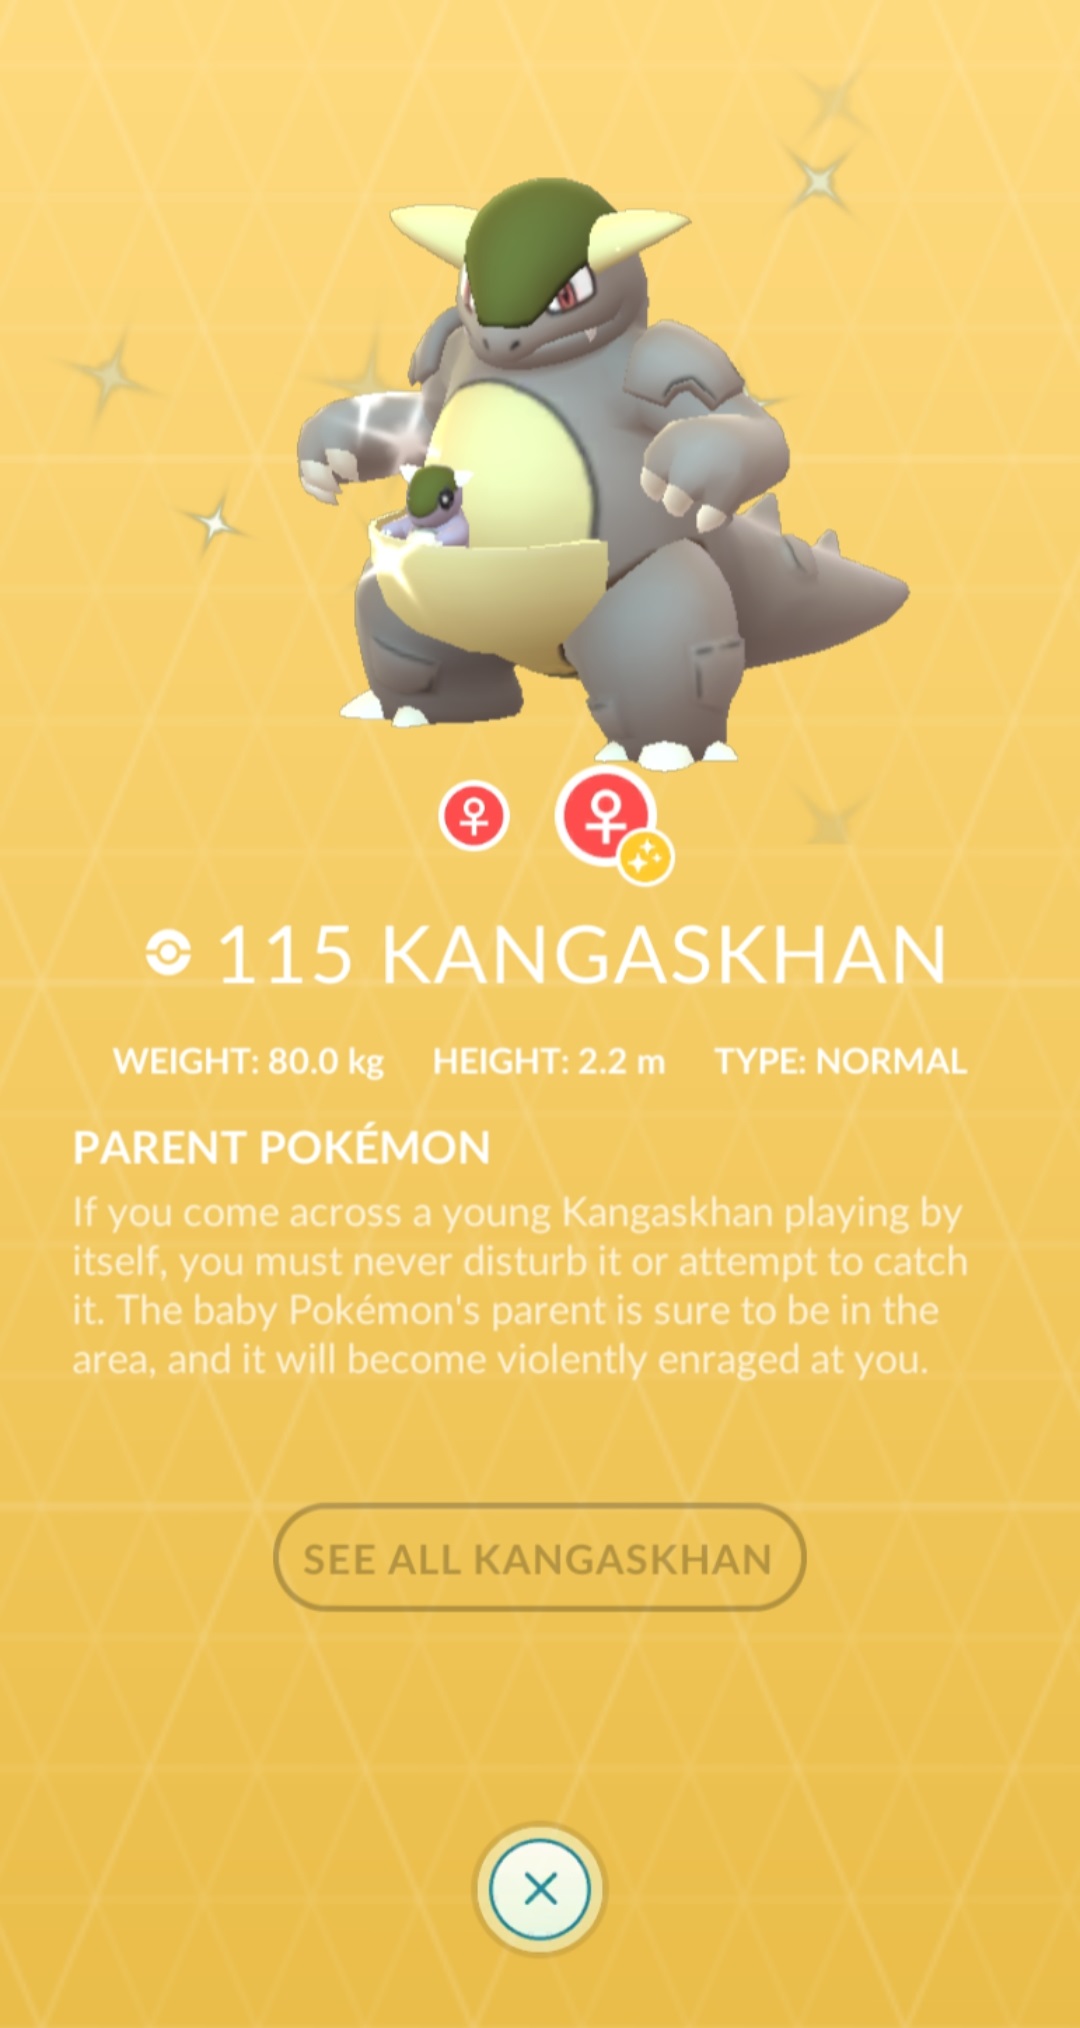 115 KANGASKHAN
WEIGHT: 80.0 kg HEIGHT: 2.2 m TYPE: NORMAL
PARENT POKÉMON
If you come across a young Kangaskhan playing by
itself, you must never disturb it or attempt to catch
it. The baby Pokémon's parent is sure to be in the
area, and it will become violently enraged at you.
SEE ALL KANGASKHAN